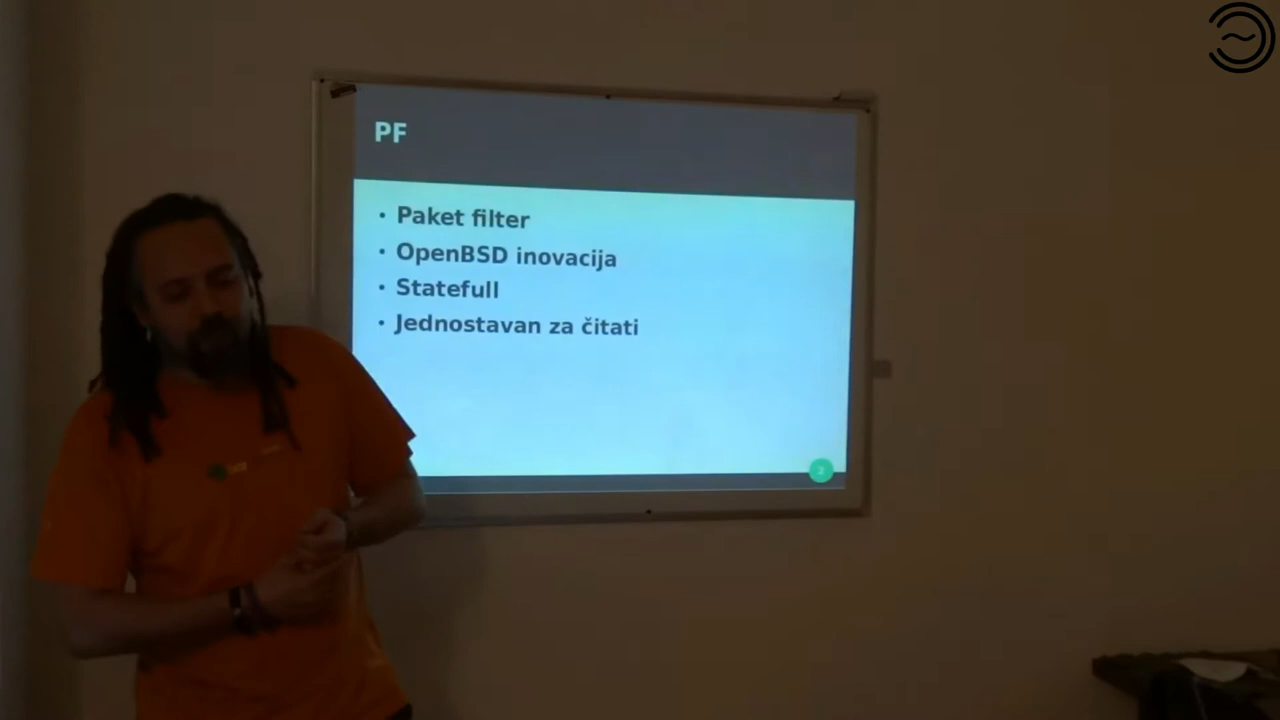 PF
• Paket filter
• OpenBSD inovacija
• Statefull
• Jednostavan za čitati